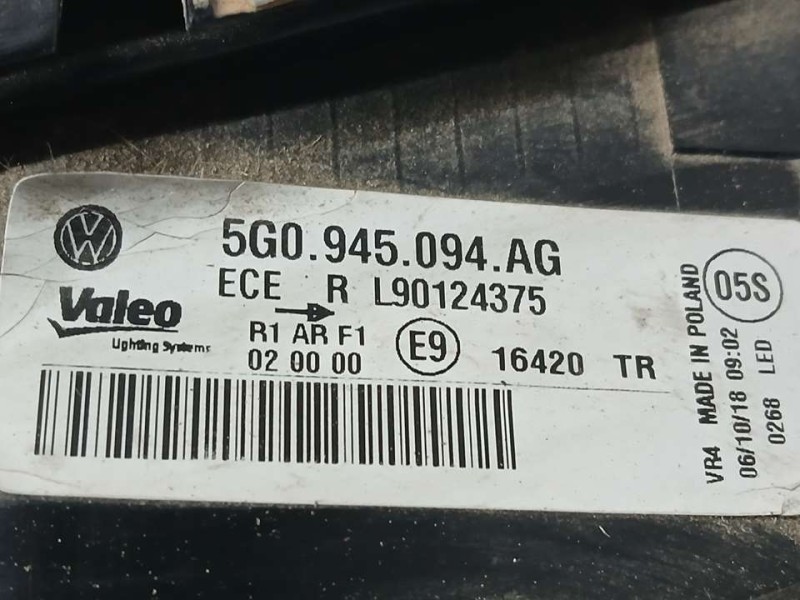 5G0.945.094.AG
ECE R L90124375
Valeo
Lighting Systems
R1 AR F1
02 00 00
E9
16420 TR
05S
VR4 MADE IN POLAND
06/10/18 09:02
0268 LED